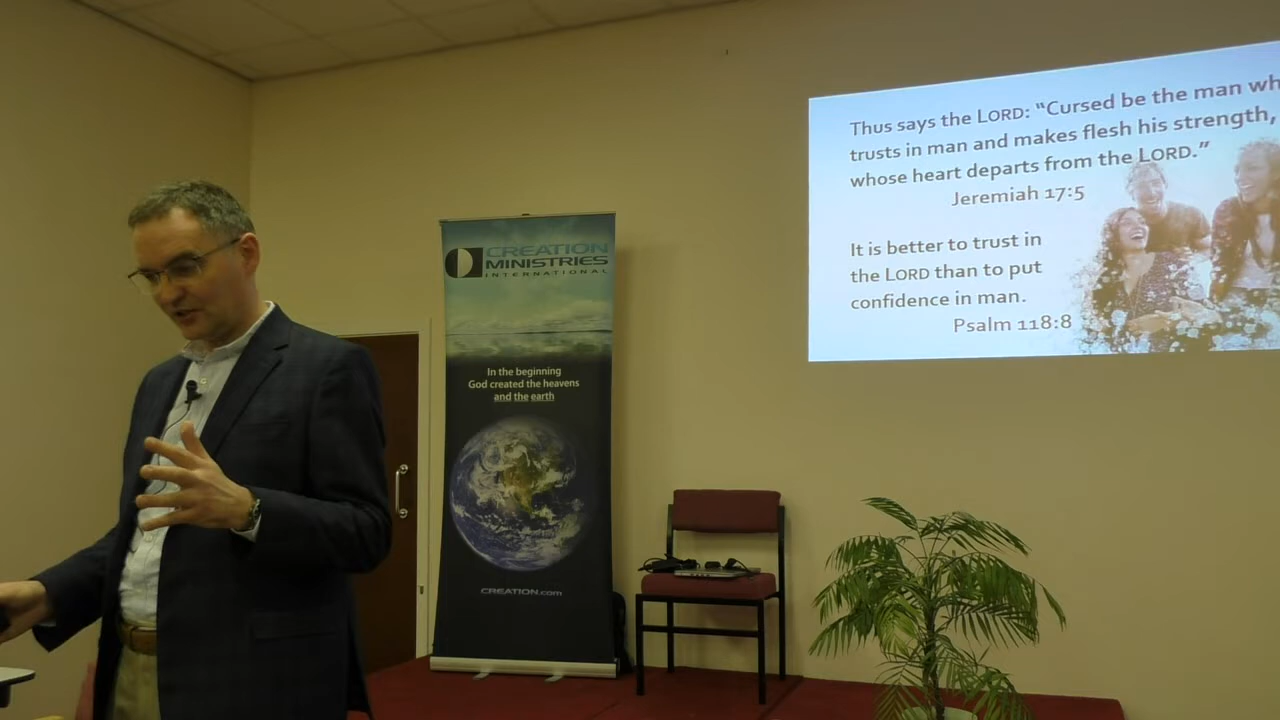 CREATION
MINISTRIES
INTERNATIONAL
In the beginning
God created the heavens
and the earth
CREATION.com
Thus says the LORD: “Cursed be the man wh
trusts in man and makes flesh his strength,
whose heart departs from the LORD.”
Jeremiah 17:5
It is better to trust in
the LORD than to put
confidence in man.
Psalm 118:8